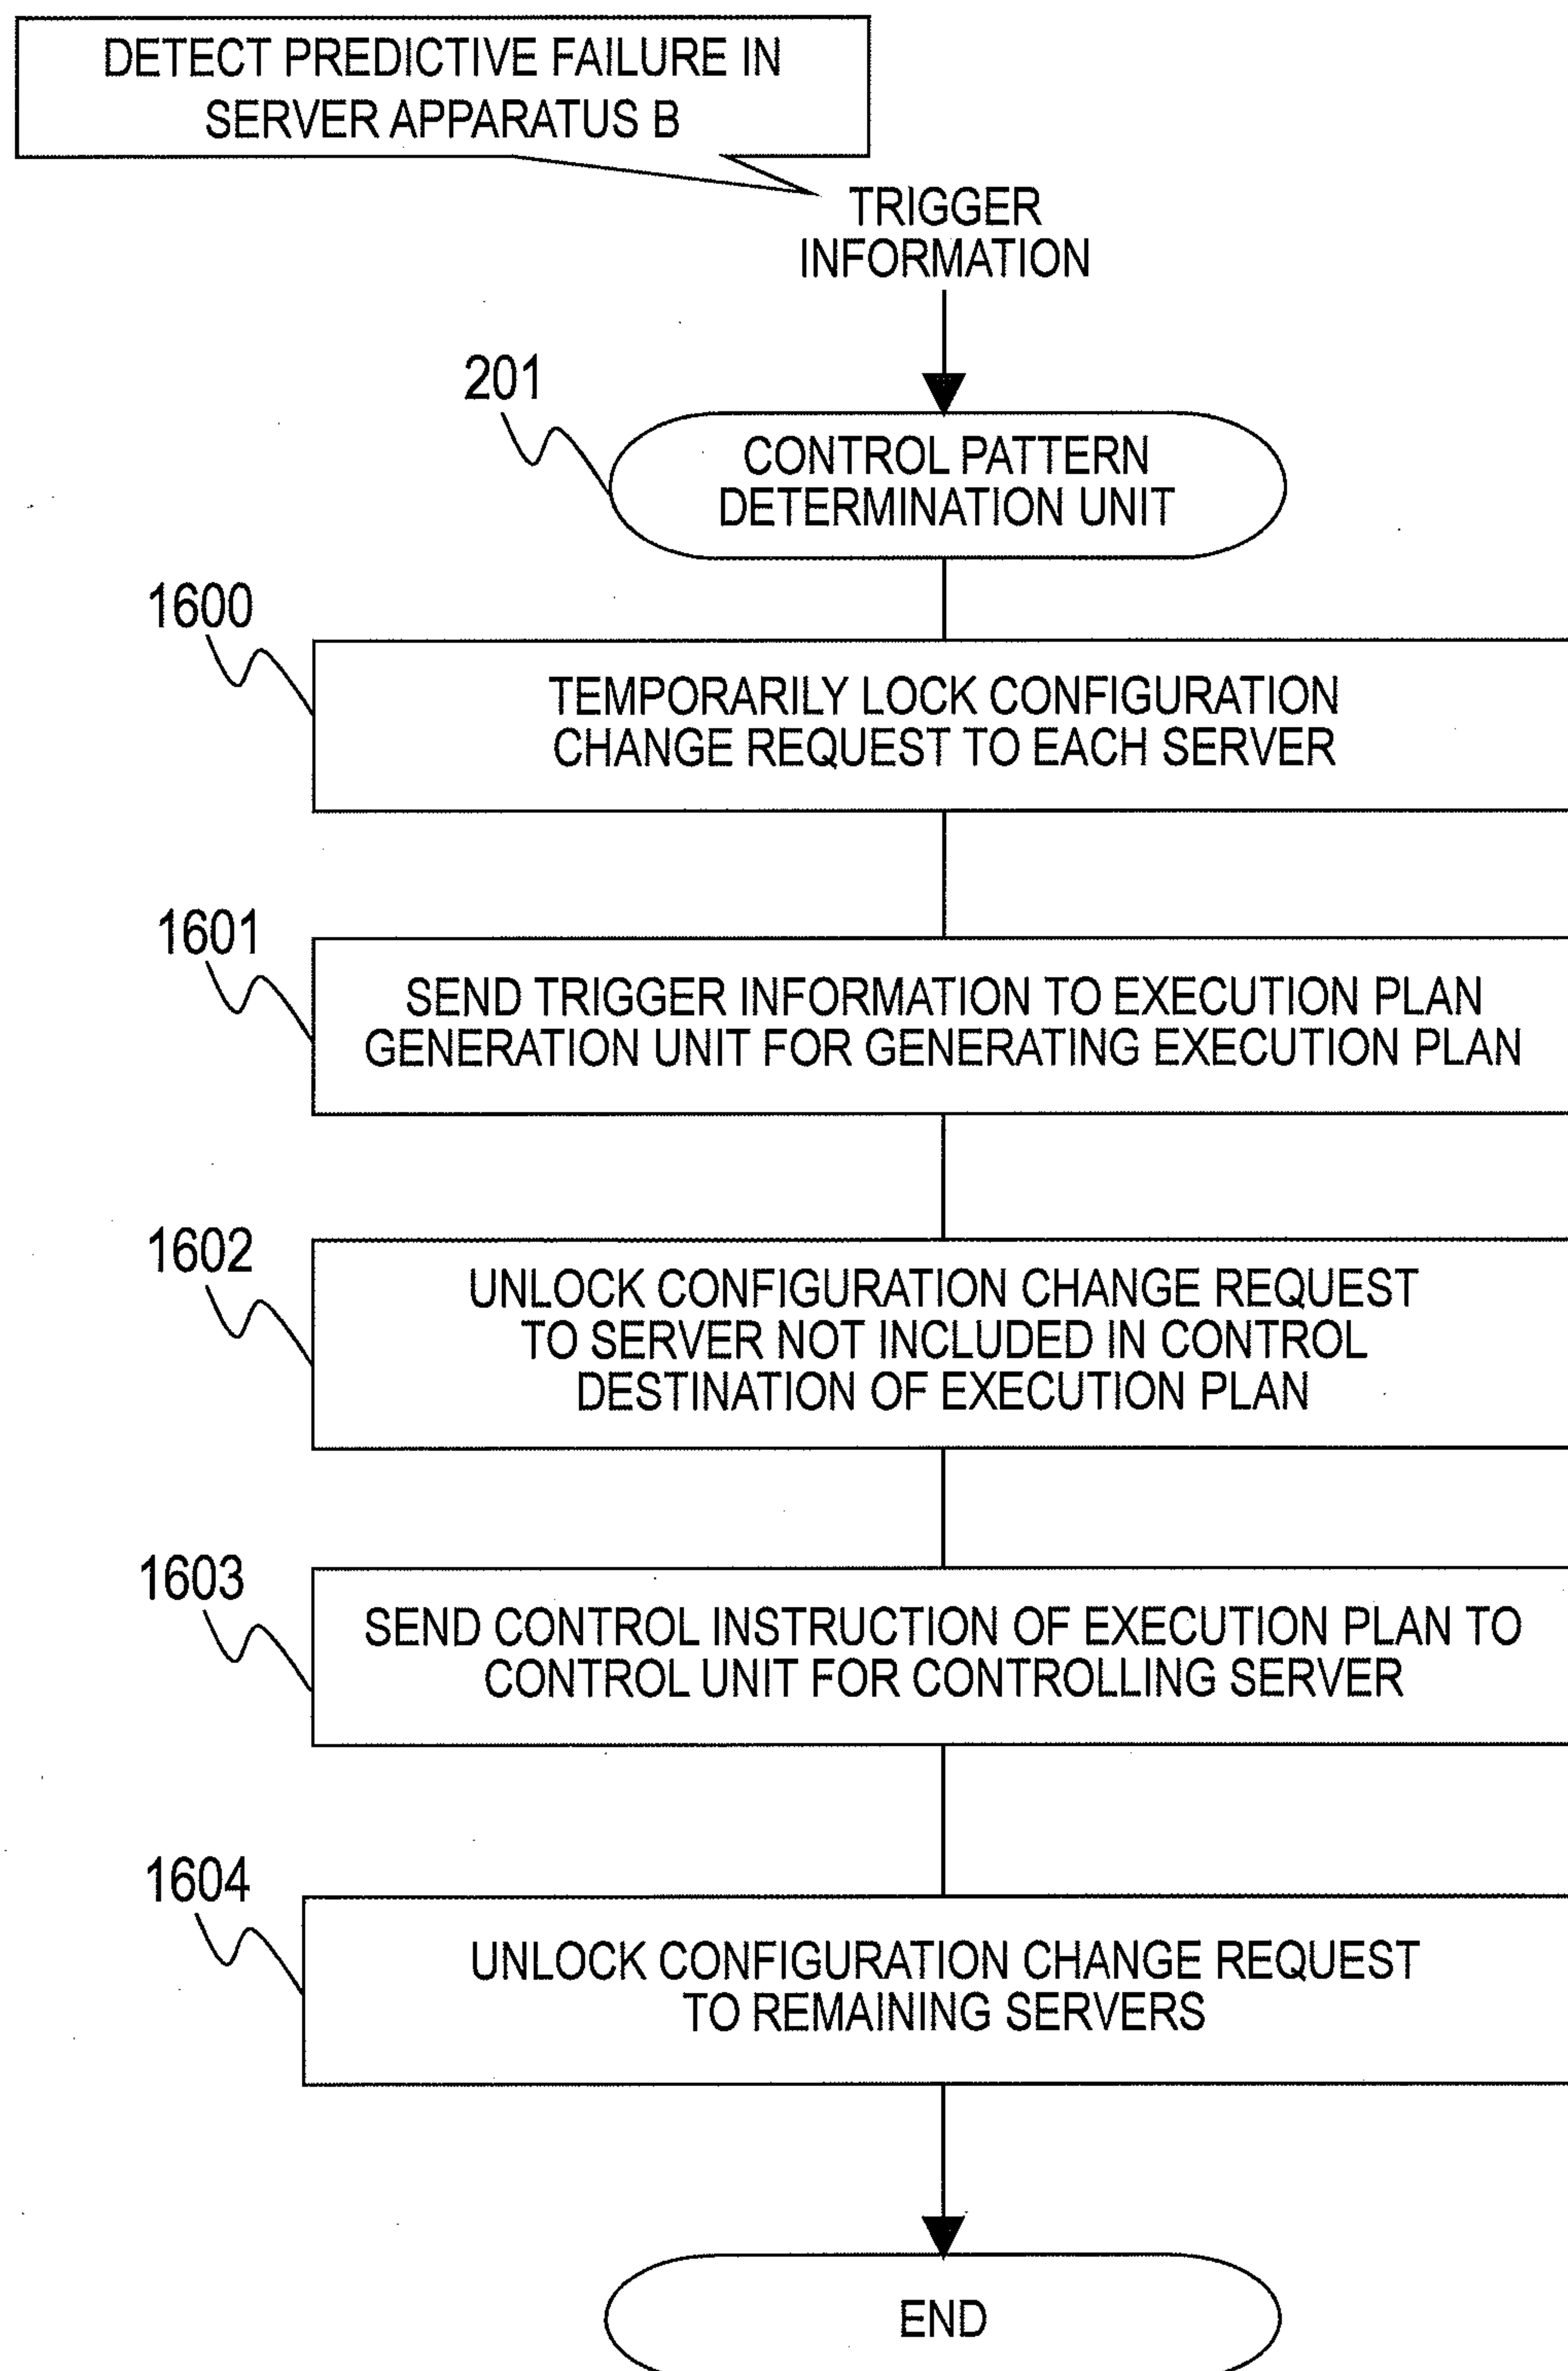 DETECT PREDICTIVE FAILURE IN
SERVER APPARATUS B
TRIGGER
INFORMATION
201
CONTROL PATTERN
DETERMINATION UNIT
1600
TEMPORARILY LOCK CONFIGURATION
CHANGE REQUEST TO EACH SERVER
1601
SEND TRIGGER INFORMATION TO EXECUTION PLAN
GENERATION UNIT FOR GENERATING EXECUTION PLAN
1602
UNLOCK CONFIGURATION CHANGE REQUEST
TO SERVER NOT INCLUDED IN CONTROL
DESTINATION OF EXECUTION PLAN
1603
SEND CONTROL INSTRUCTION OF EXECUTION PLAN TO
CONTROL UNIT FOR CONTROLLING SERVER
1604
UNLOCK CONFIGURATION CHANGE REQUEST
TO REMAINING SERVERS
END